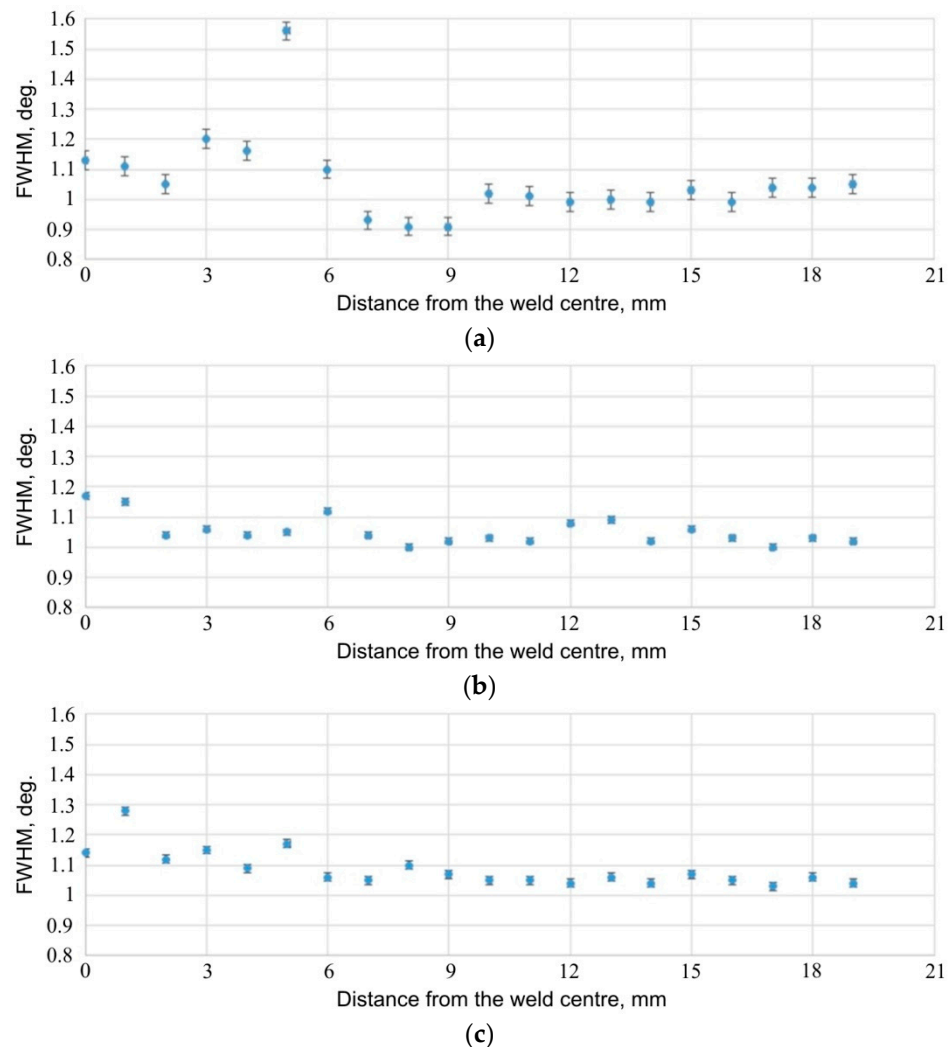 1.6
1.5
1.4
1.3
1.2
1.1
1
0.9
0.8
FWHM, deg.
0 3 6 9 12 15 18 21
Distance from the weld centre, mm
(a)
1.6
1.5
1.4
1.3
1.2
1.1
1
0.9
0.8
FWHM, deg.
0 3 6 9 12 15 18 21
Distance from the weld centre, mm
(b)
1.6
1.5
1.4
1.3
1.2
1.1
1
0.9
0.8
FWHM, deg.
0 3 6 9 12 15 18 21
Distance from the weld centre, mm
(c)